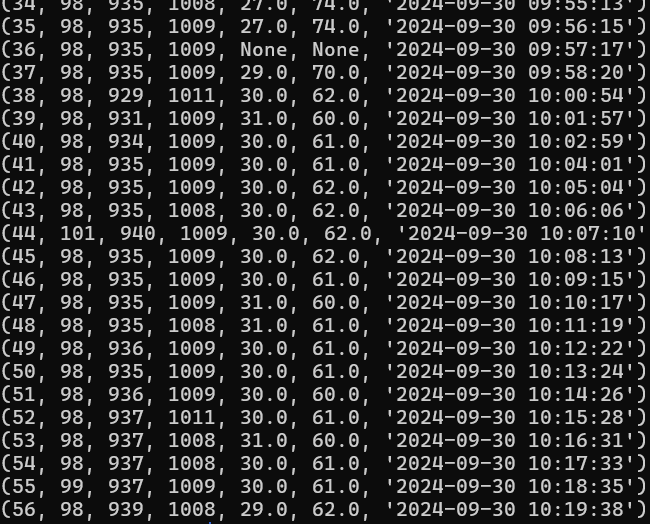 (34, 98, 935, 1008, 27.0, 74.0, '2024-09-30 09:55:13')
(35, 98, 935, 1009, 27.0, 74.0, '2024-09-30 09:56:15')
(36, 98, 935, 1009, None, None, '2024-09-30 09:57:17')
(37, 98, 935, 1009, 29.0, 70.0, '2024-09-30 09:58:20')
(38, 98, 929, 1011, 30.0, 62.0, '2024-09-30 10:00:54')
(39, 98, 931, 1009, 31.0, 60.0, '2024-09-30 10:01:57')
(40, 98, 934, 1009, 30.0, 61.0, '2024-09-30 10:02:59')
(41, 98, 935, 1009, 30.0, 61.0, '2024-09-30 10:04:01')
(42, 98, 935, 1009, 30.0, 62.0, '2024-09-30 10:05:04')
(43, 98, 935, 1008, 30.0, 62.0, '2024-09-30 10:06:06')
(44, 101, 940, 1009, 30.0, 62.0, '2024-09-30 10:07:10'
(45, 98, 935, 1009, 30.0, 62.0, '2024-09-30 10:08:13')
(46, 98, 935, 1009, 30.0, 61.0, '2024-09-30 10:09:15')
(47, 98, 935, 1009, 31.0, 60.0, '2024-09-30 10:10:17')
(48, 98, 935, 1008, 31.0, 61.0, '2024-09-30 10:11:19')
(49, 98, 936, 1009, 30.0, 61.0, '2024-09-30 10:12:22')
(50, 98, 935, 1009, 30.0, 61.0, '2024-09-30 10:13:24')
(51, 98, 936, 1009, 30.0, 60.0, '2024-09-30 10:14:26')
(52, 98, 937, 1011, 30.0, 61.0, '2024-09-30 10:15:28')
(53, 98, 937, 1008, 31.0, 60.0, '2024-09-30 10:16:31')
(54, 98, 937, 1008, 30.0, 61.0, '2024-09-30 10:17:33')
(55, 99, 937, 1009, 30.0, 61.0, '2024-09-30 10:18:35')
(56, 98, 939, 1008, 29.0, 62.0, '2024-09-30 10:19:38')